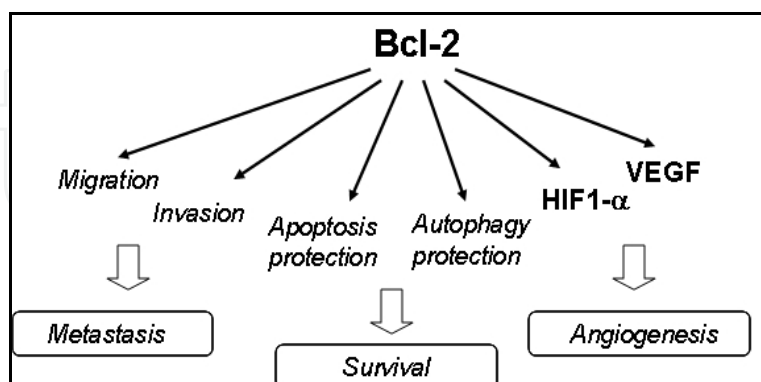 Bcl-2
Migration
Invasion
Apoptosis
protection
Autophagy
protection
HIF1-α
VEGF
Metastasis
Survival
Angiogenesis